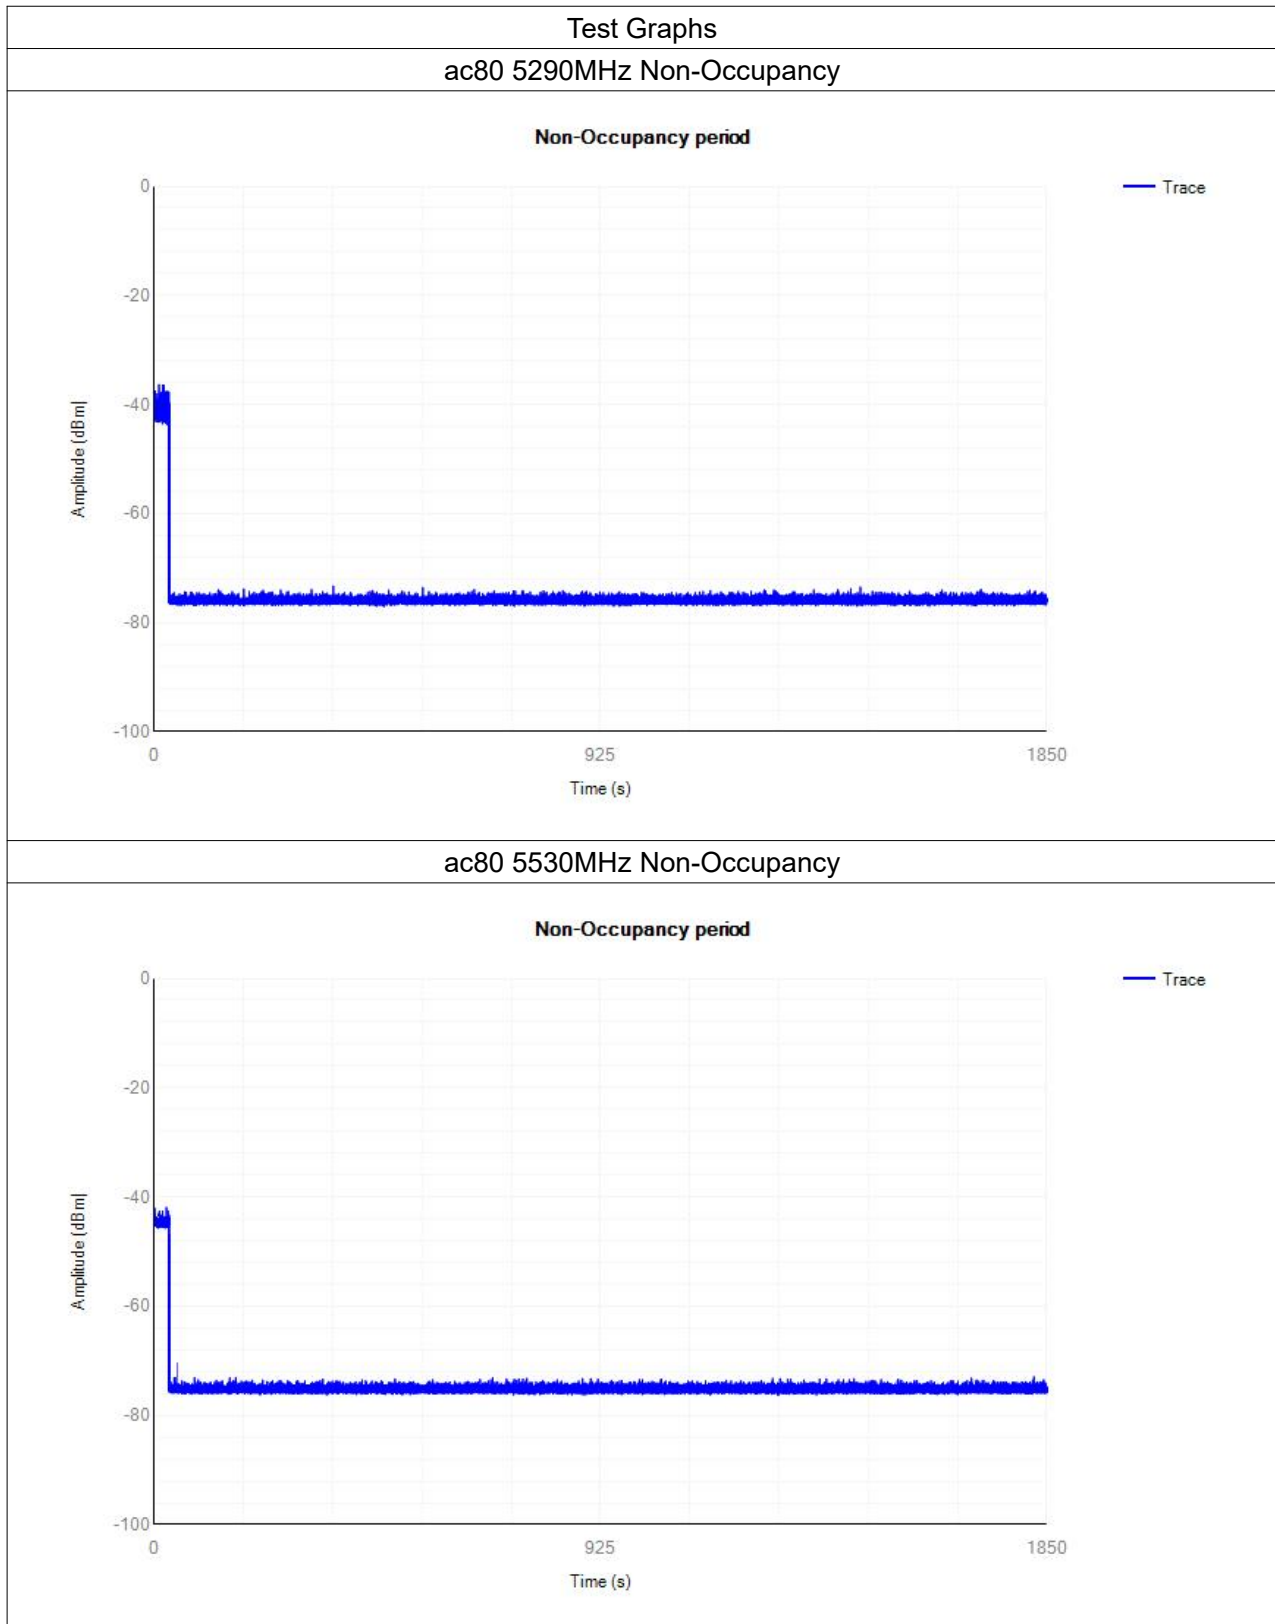 Test Graphs
ac80 5290MHz Non-Occupancy
Non-Occupancy period
Trace
0
-20
-40
-60
-80
-100
Amplitude (dBm)
0 925 1850
Time (s)
ac80 5530MHz Non-Occupancy
Non-Occupancy period
Trace
0
-20
-40
-60
-80
-100
Amplitude (dBm)
0 925 1850
Time (s)